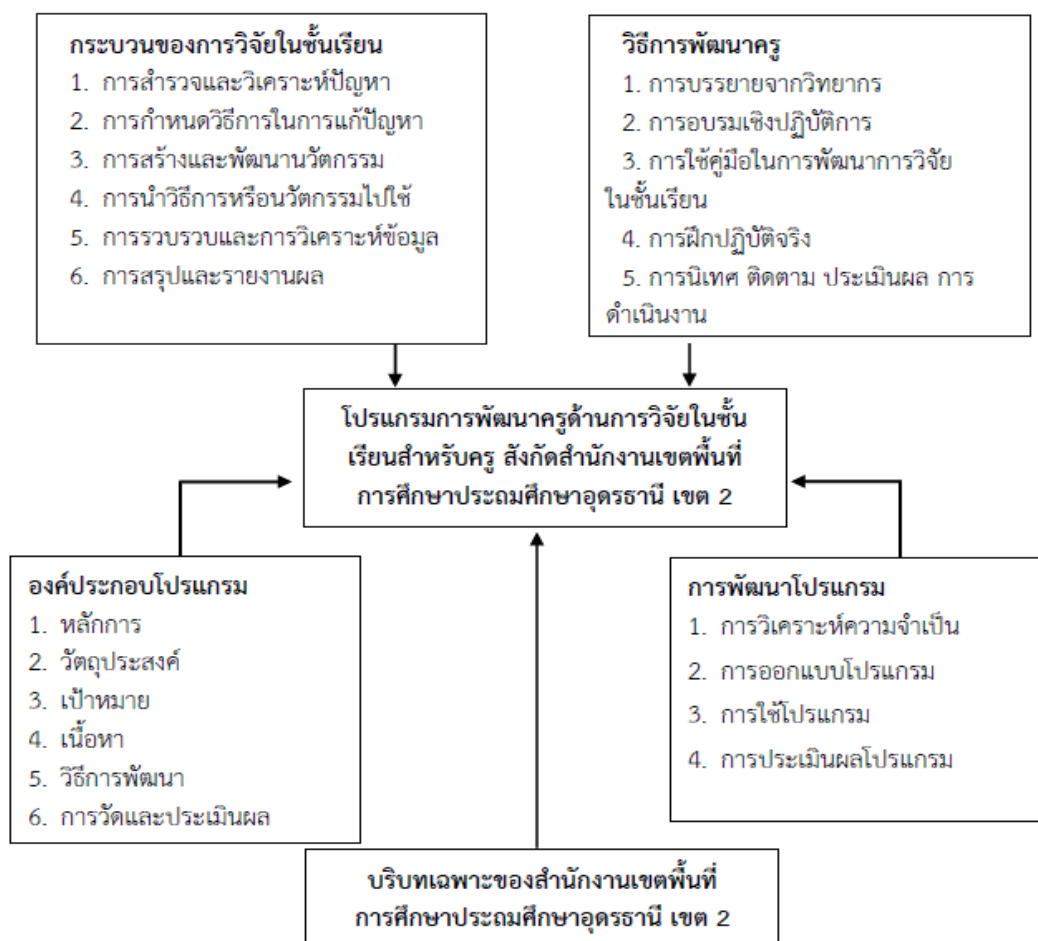 กระบวนของการวิจัยในชั้นเรียน
1. การสำรวจและวิเคราะห์ปัญหา
2. การกำหนดวิธีการในการแก้ปัญหา
3. การสร้างและพัฒนานวัตกรรม
4. การนำวิธีการหรือนวัตกรรมไปใช้
5. การรวบรวบและการวิเคราะห์ข้อมูล
6. การสรุปและรายงานผล
วิธีการพัฒนาครู
1. การบรรยายจากวิทยากร
2. การอบรมเชิงปฏิบัติการ
3. การใช้คู่มือในการพัฒนาการวิจัย
ในชั้นเรียน
4. การฝึกปฏิบัติจริง
5. การนิเทศ ติดตาม ประเมินผล การ
ดำเนินงาน
โปรแกรมการพัฒนาครูด้านการวิจัยในชั้น
เรียนสำหรับครู สังกัดสำนักงานเขตพื้นที่
การศึกษาประถมศึกษาอุดรธานี เขต 2
องค์ประกอบโปรแกรม
1. หลักการ
2. วัตถุประสงค์
3. เป้าหมาย
4. เนื้อหา
5. วิธีการพัฒนา
6. การวัดและประเมินผล
การพัฒนาโปรแกรม
1. การวิเคราะห์ความจำเป็น
2. การออกแบบโปรแกรม
3. การใช้โปรแกรม
4. การประเมินผลโปรแกรม
บริบทเฉพาะของสำนักงานเขตพื้นที่
การศึกษาประถมศึกษาอุดรธานี เขต 2